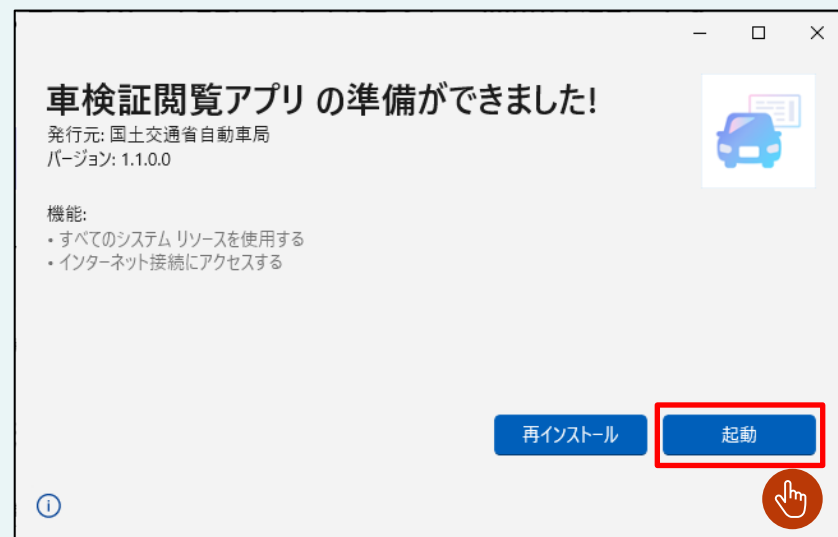 車検証閲覧アプリ の準備ができました!
発行元: 国土交通省自動車局
バージョン: 1.1.0.0
機能:
• すべてのシステム リソースを使用する
• インターネット接続にアクセスする
再インストール
起動